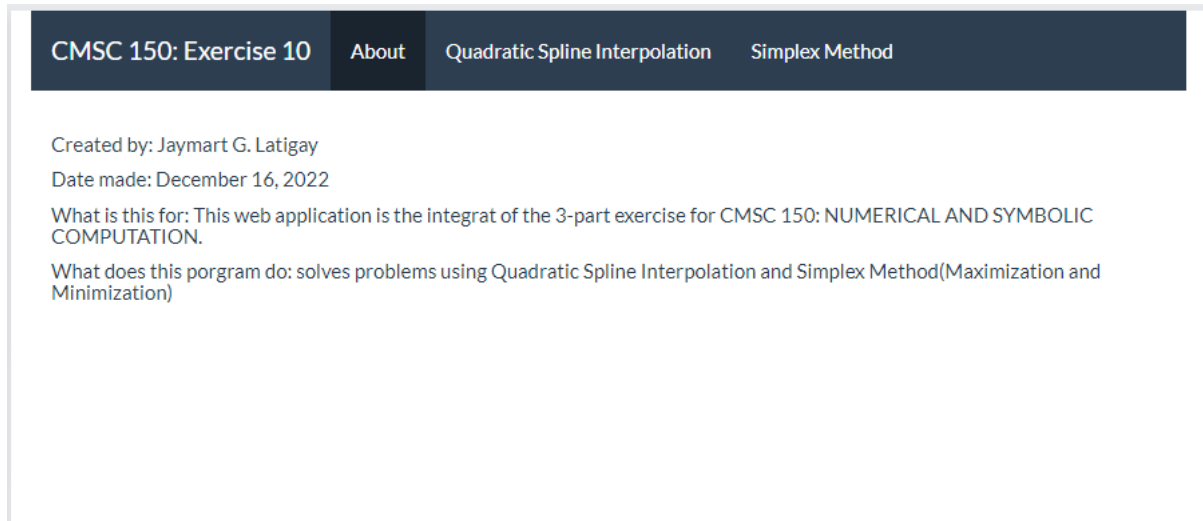 CMSC 150: Exercise 10 About Quadratic Spline Interpolation Simplex Method
Created by: Jaymart G. Latigay
Date made: December 16, 2022
What is this for: This web application is the integrat of the 3-part exercise for CMSC 150: NUMERICAL AND SYMBOLIC
COMPUTATION.
What does this porgram do: solves problems using Quadratic Spline Interpolation and Simplex Method(Maximization and
Minimization)